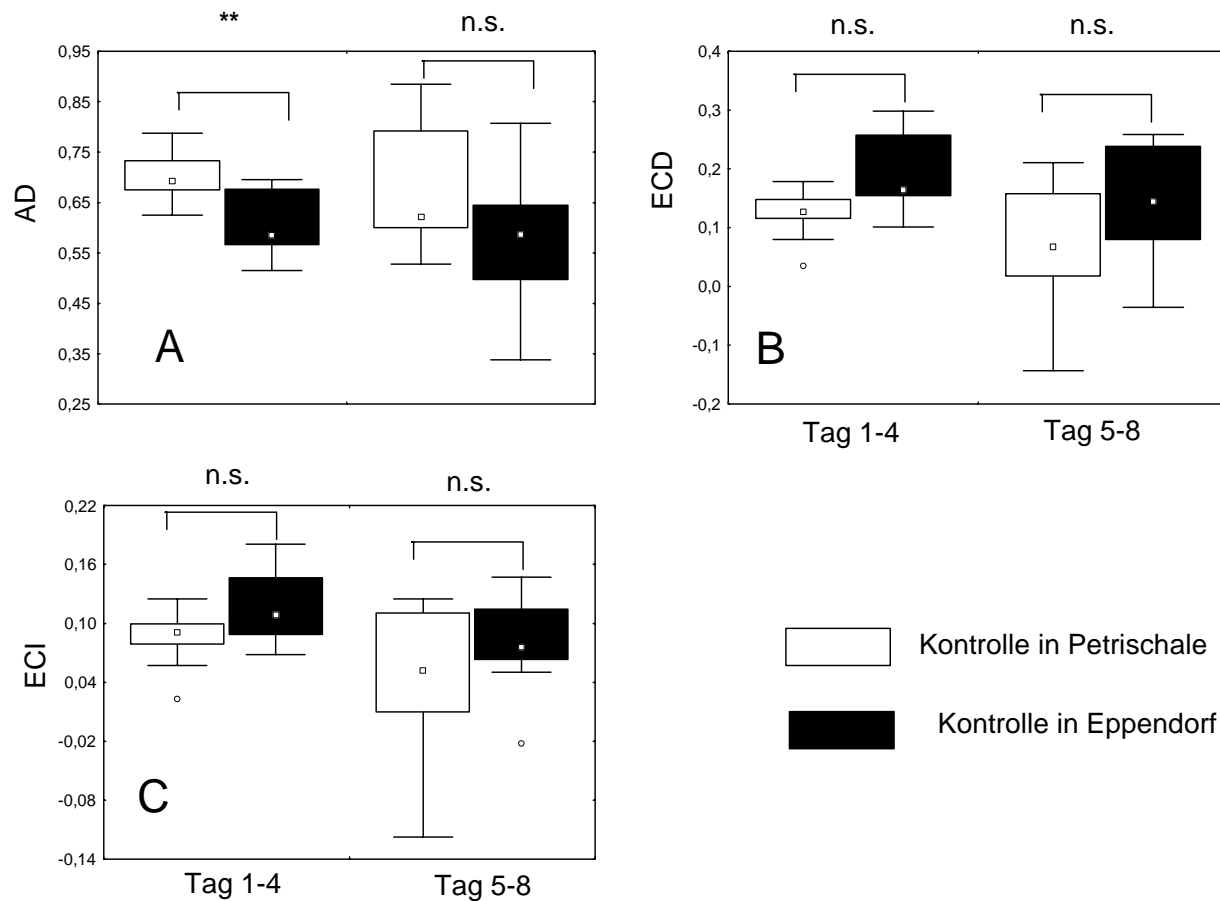 ** n.s.
0,95
0,85
0,75
0,65
0,55
0,45
0,35
0,25
AD
A
n.s. n.s.
0,4
0,3
0,2
0,1
0,0
-0,1
-0,2
ECD
B
Tag 1-4 Tag 5-8
n.s. n.s.
0,22
0,16
0,10
0,04
-0,02
-0,08
-0,14
ECI
C
Tag 1-4 Tag 5-8
Kontrolle in Petrischale
Kontrolle in Eppendorf